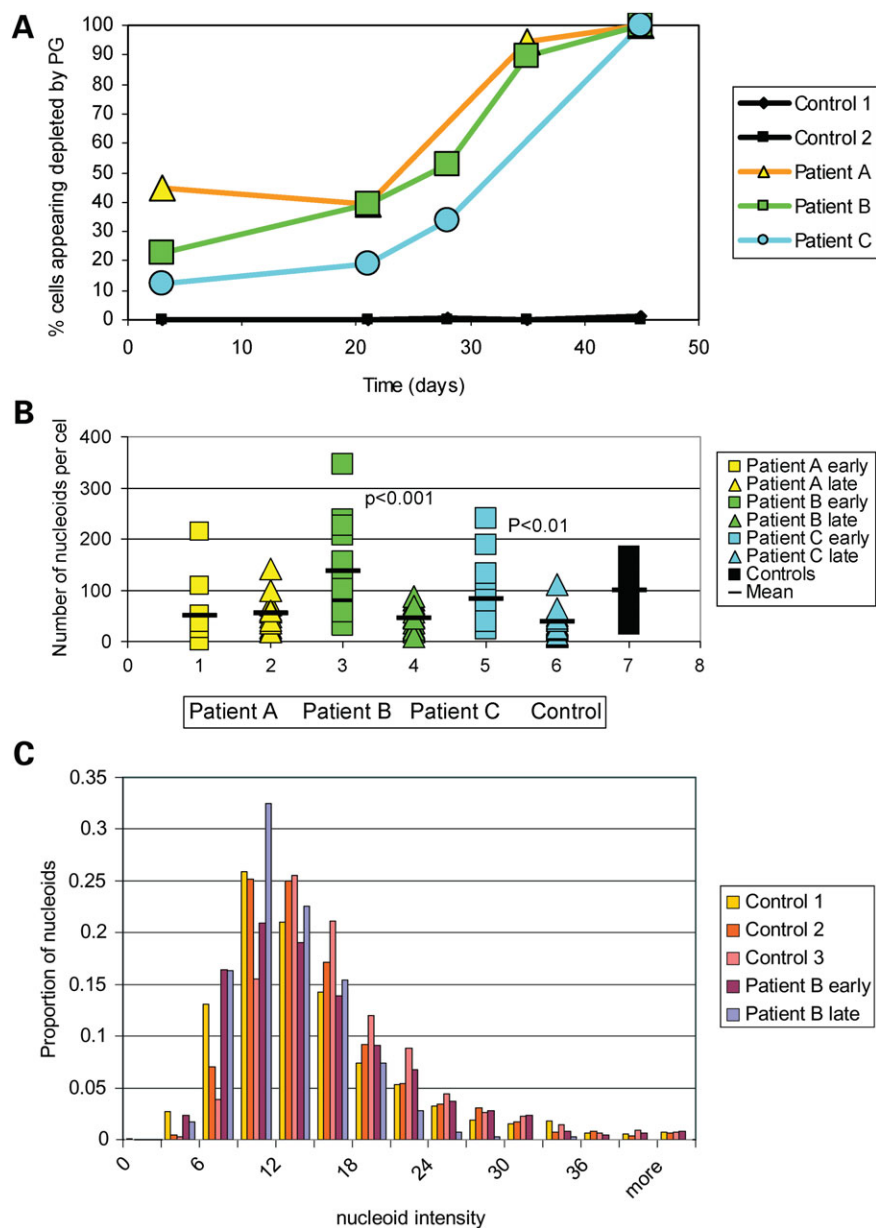 A
% cells appearing depleted by PG
100
90
80
70
60
50
40
30
20
10
0
0 10 20 30 40 50
Time (days)
Control 1
Control 2
Patient A
Patient B
Patient C
B
Number of nucleoids per cel
400
300
200
100
0
p<0.001
P<0.01
0 1 2 3 4 5 6 7 8
Patient A Patient B Patient C Control
Patient A early
Patient A late
Patient B early
Patient B late
Patient C early
Patient C late
Controls
Mean
C
Proportion of nucleoids
0.35
0.3
0.25
0.2
0.15
0.1
0.05
0
0 6 12 18 24 30 36 more
nucleoid intensity
Control 1
Control 2
Control 3
Patient B early
Patient B late